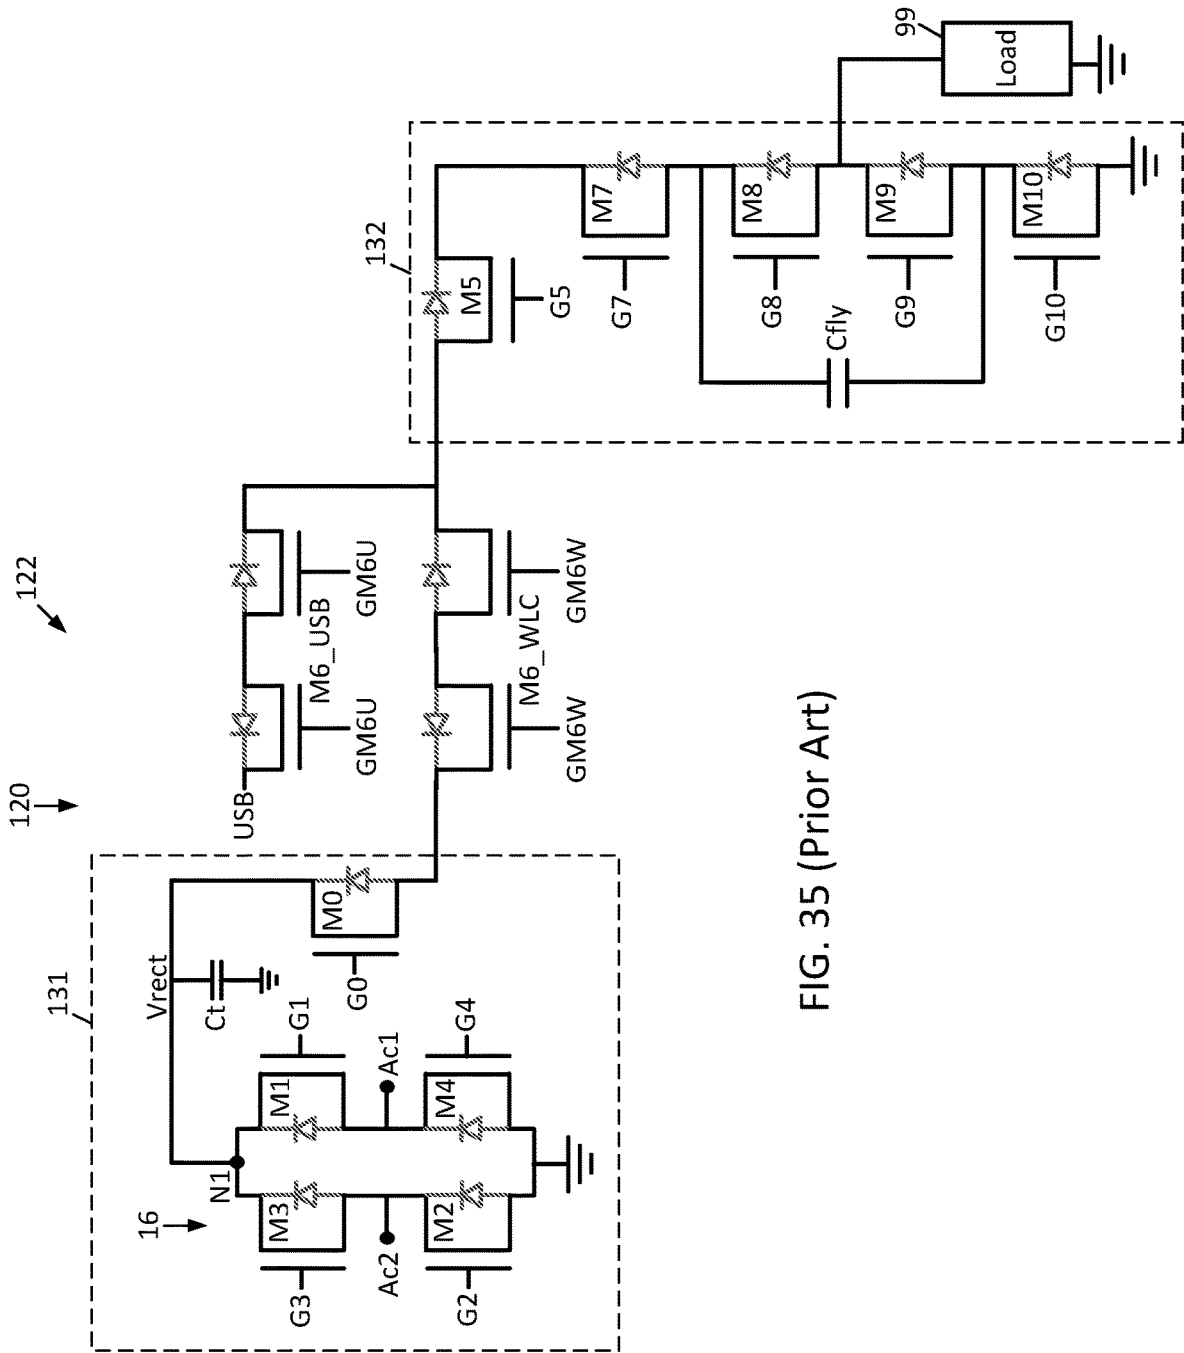 120
122
131
Vrect
Ct
16
N1
M3
G3
M1
G1
Ac2
Ac1
M2
G2
M4
G4
M0
G0
USB
GM6U
M6_USB
GM6U
GM6W
M6_WLC
GM6W
132
M5
G5
M7
G7
M8
G8
Cfly
M9
G9
M10
G10
99
Load
FIG. 35 (Prior Art)